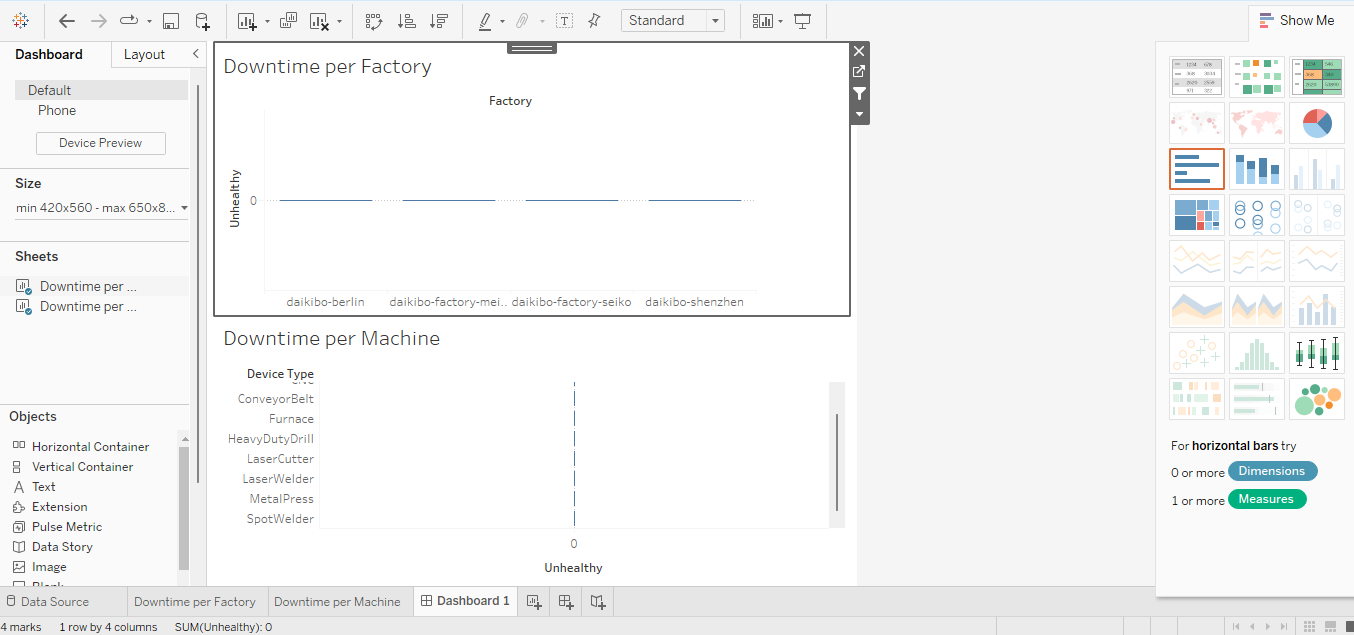 Standard
Show Me
Dashboard
Layout
Default
Phone
Device Preview
Size
min 420x560 - max 650x8...
Sheets
Downtime per ...
Downtime per ...
Objects
Horizontal Container
Vertical Container
Text
Extension
Pulse Metric
Data Story
Image
Downtime per Factory
Factory
Unhealthy
0
daikibo-berlin
daikibo-factory-mei..
daikibo-factory-seiko
daikibo-shenzhen
Downtime per Machine
Device Type
ConveyorBelt
Furnace
HeavyDutyDrill
LaserCutter
LaserWelder
MetalPress
SpotWelder
0
Unhealthy
For horizontal bars try
0 or more Dimensions
1 or more Measures
Data Source
Downtime per Factory
Downtime per Machine
Dashboard 1
4 marks
1 row by 4 columns
SUM(Unhealthy): 0